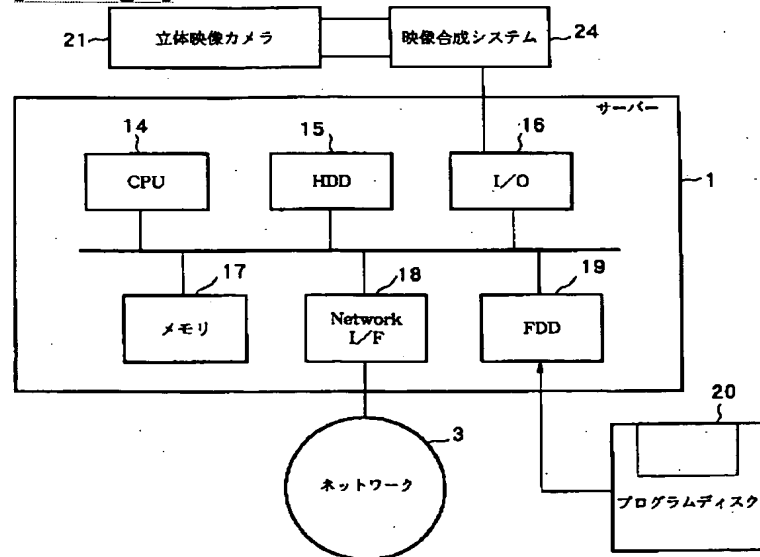 21 立体映像カメラ 映像合成システム 24
サーバー
14 15 16
CPU HDD I/O 1
17 18 19
メモリ Network I/F FDD
20
3
ネットワーク プログラムディスク